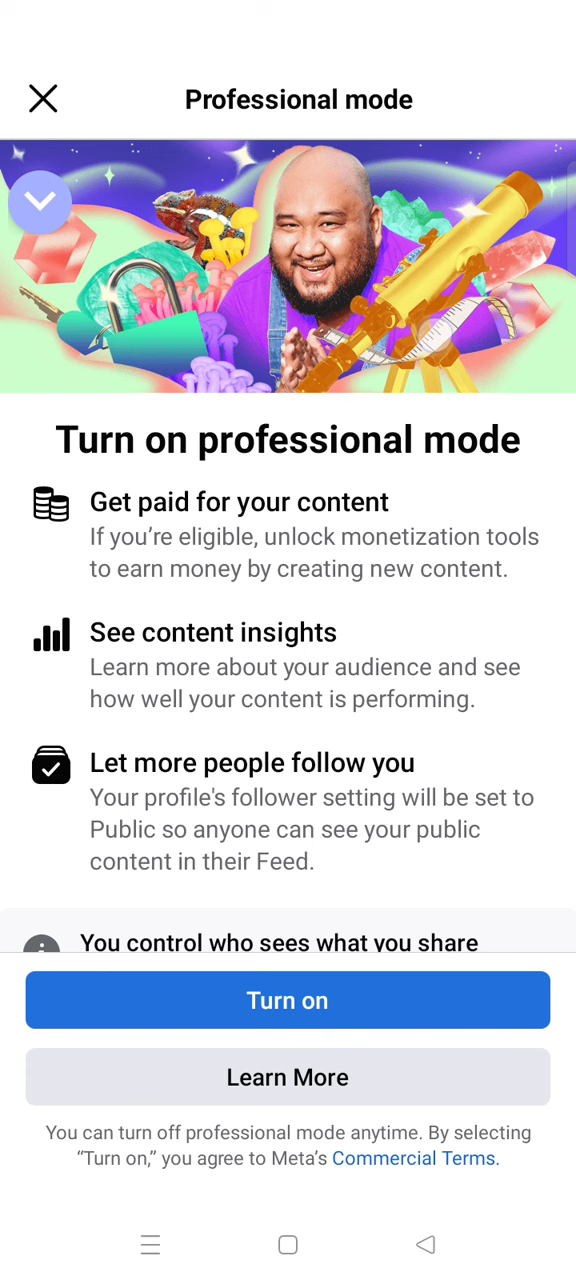 Professional mode
Turn on professional mode
Get paid for your content
If you’re eligible, unlock monetization tools
to earn money by creating new content.
See content insights
Learn more about your audience and see
how well your content is performing.
Let more people follow you
Your profile's follower setting will be set to
Public so anyone can see your public
content in their Feed.
You control who sees what you share
Turn on
Learn More
You can turn off professional mode anytime. By selecting
“Turn on,” you agree to Meta’s Commercial Terms.